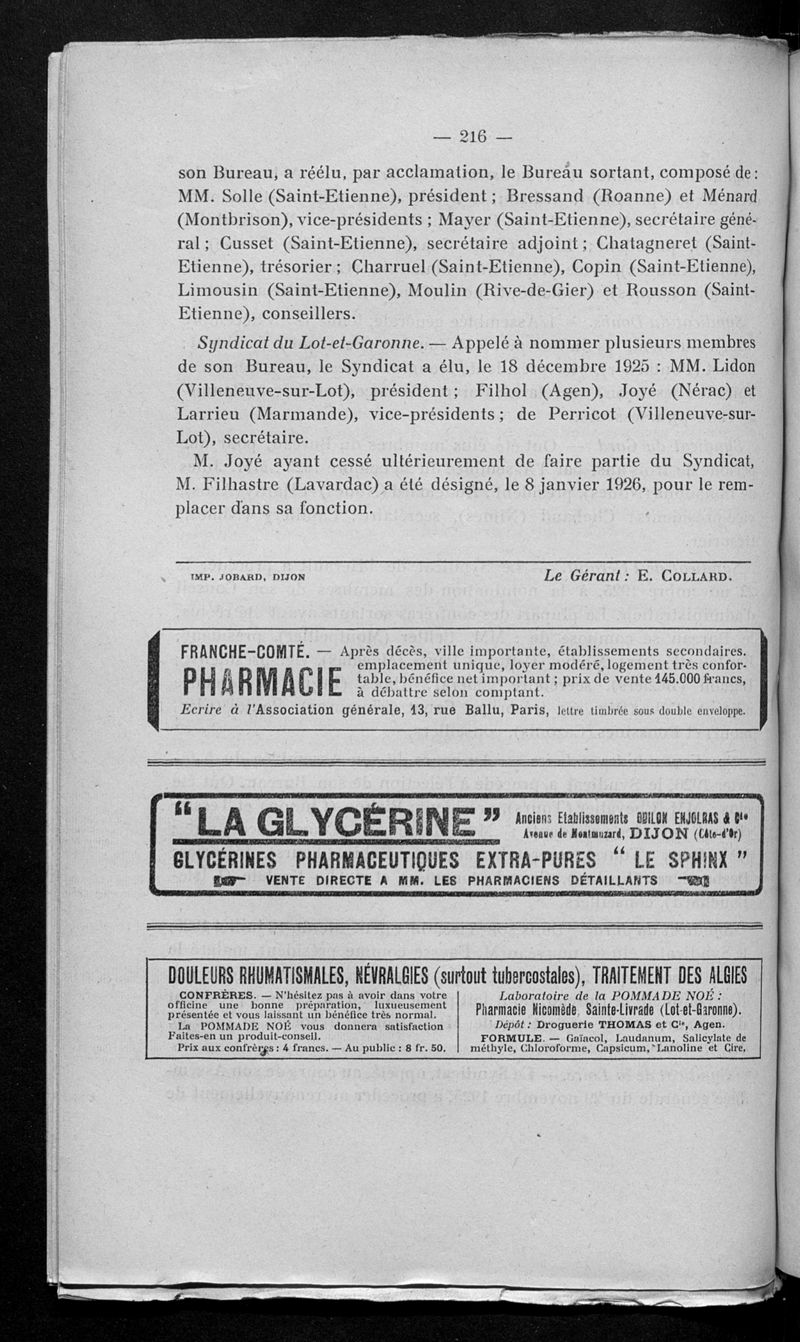 — 216 —
son Bureau, a réélu, par acclamation, le Bureau sortant, composé de :
MM. Solle (Saint-Etienne), président ; Bressand (Roanne) et Ménard
(Montbrison), vice-présidents ; Mayer (Saint-Etienne), secrétaire géné-
ral ; Cusset (Saint-Etienne), secrétaire adjoint ; Chatagneret (Saint-
Etienne), trésorier ; Charruel (Saint-Etienne), Copin (Saint-Etienne),
Limousin (Saint-Etienne), Moulin (Rive-de-Gier) et Rousson (Saint-
Etienne), conseillers.
Syndicat du Lot-et-Garonne. — Appelé à nommer plusieurs membres
de son Bureau, le Syndicat a élu, le 18 décembre 1925 : MM. Lidon
(Villeneuve-sur-Lot), président ; Filhol (Agen), Joyé (Nérac) et
Larrieu (Marmande), vice-présidents ; de Perricot (Villeneuve-sur-
Lot), secrétaire.
M. Joyé ayant cessé ultérieurement de faire partie du Syndicat,
M. Filhastre (Lavardac) a été désigné, le 8 janvier 1926, pour le rem-
placer dans sa fonction.
IMP. JOBARD, DIJON
Le Gérant : E. COLLARD.
FRANCHE-COMTÉ. — Après décès, ville importante, établissements secondaires.
PHARMACIE emplacement unique, loyer modéré, logement très confor-
table, bénéfice net important ; prix de vente 145.000 francs,
à débattre selon comptant.
Ecrire à l'Association générale, 13, rue Ballu, Paris, lettre timbrée sous double enveloppe.
“ LA GLYCÉRINE ” Anciens Etablissements ODILON ENJOLRAS & Cie
Avenue de Montmuzard, DIJON (Côte-d'Or)
GLYCÉRINES PHARMACEUTIQUES EXTRA-PURES “ LE SPHINX ”
VENTE DIRECTE A MM. LES PHARMACIENS DÉTAILLANTS
DOULEURS RHUMATISMALES, NÉVRALGIES (surtout tubercostales), TRAITEMENT DES ALGIES
CONFRÈRES. — N'hésitez pas à avoir dans votre
officine une bonne préparation, luxueusement
présentée et vous laissant un bénéfice très normal.
La POMMADE NOÉ vous donnera satisfaction
Faites-en un produit-conseil.
Prix aux confrères : 4 francs. — Au public : 8 fr. 50.
Laboratoire de la POMMADE NOÉ :
Pharmacie Nicomède, Sainte-Livrade (Lot-et-Garonne).
Dépôt : Droguerie THOMAS et Cie, Agen.
FORMULE. — Gaïacol, Laudanum, Salicylate de
méthyle, Chloroforme, Capsicum, Lanoline et Cire,